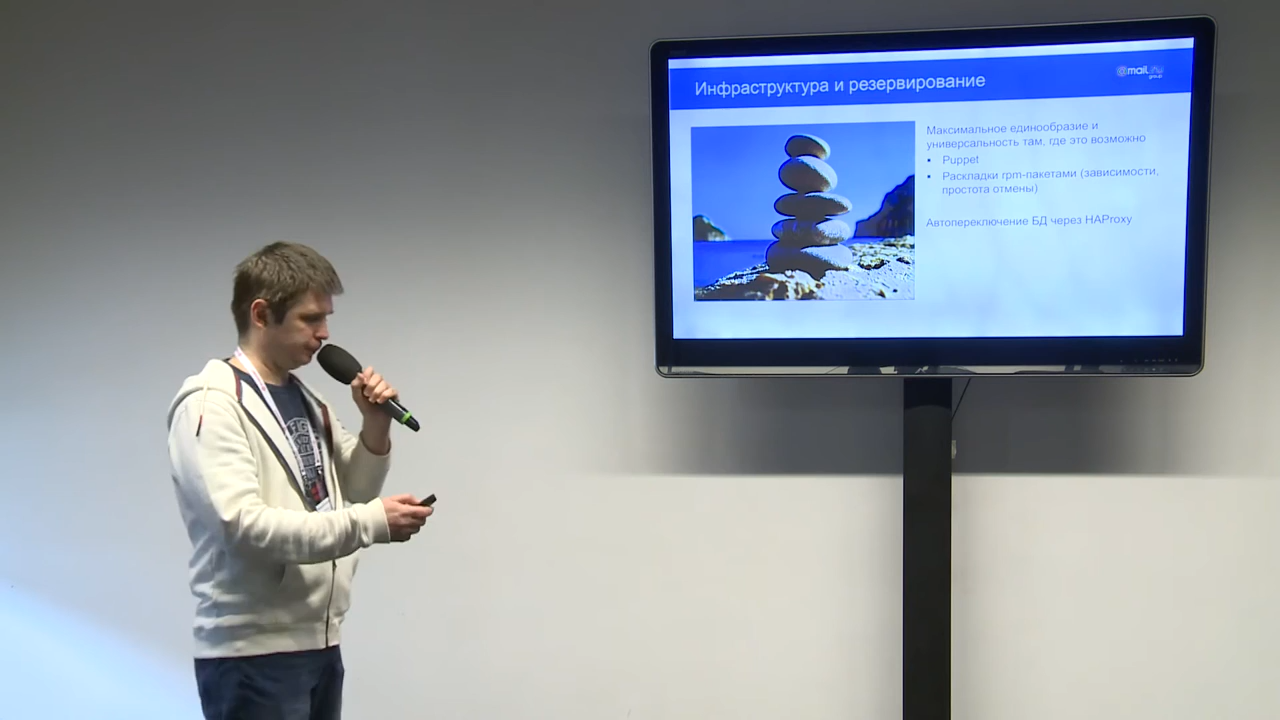 Инфраструктура и резервирование
@mail.ru
group
Максимальное единообразие и
универсальность там, где это возможно
▪ Puppet
▪ Раскладки rpm-пакетами (зависимости,
простота отмены)
Автопереключение БД через HAProxy